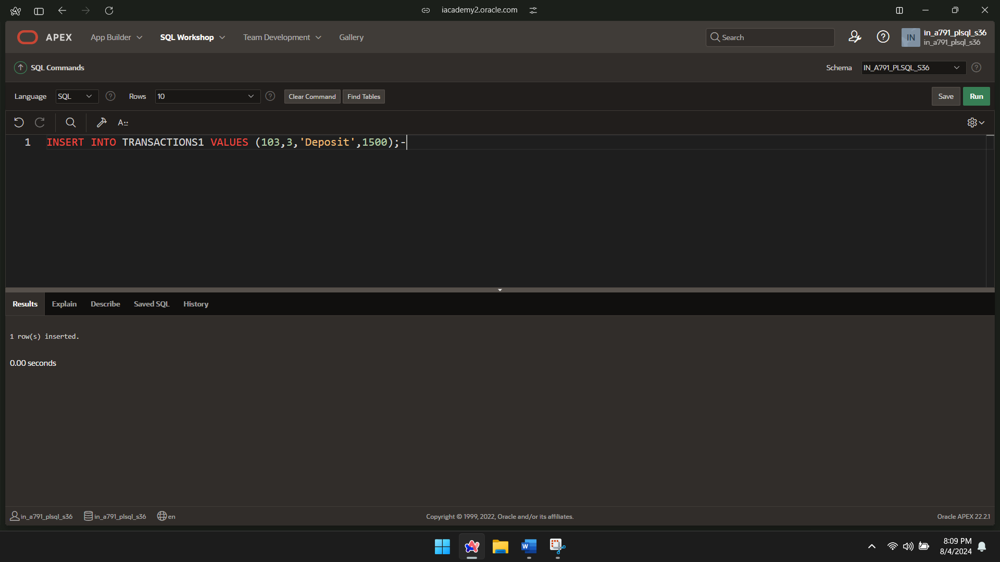 iacademy2.oracle.com
APEX App Builder SQL Workshop Team Development Gallery Search IN in_a791_plsql_s36
in_a791_plsql_s36
SQL Commands Schema IN_A791_PLSQL_S36
Language SQL Rows 10 Clear Command Find Tables Save Run
A::
1 INSERT INTO TRANSACTIONS1 VALUES (103,3,'Deposit',1500);-
Results Explain Describe Saved SQL History
1 row(s) inserted.
0.00 seconds
in_a791_plsql_s36 in_a791_plsql_s36 en Copyright © 1999, 2022, Oracle and/or its affiliates. Oracle APEX 22.2.1
W 8:09 PM
8/4/2024